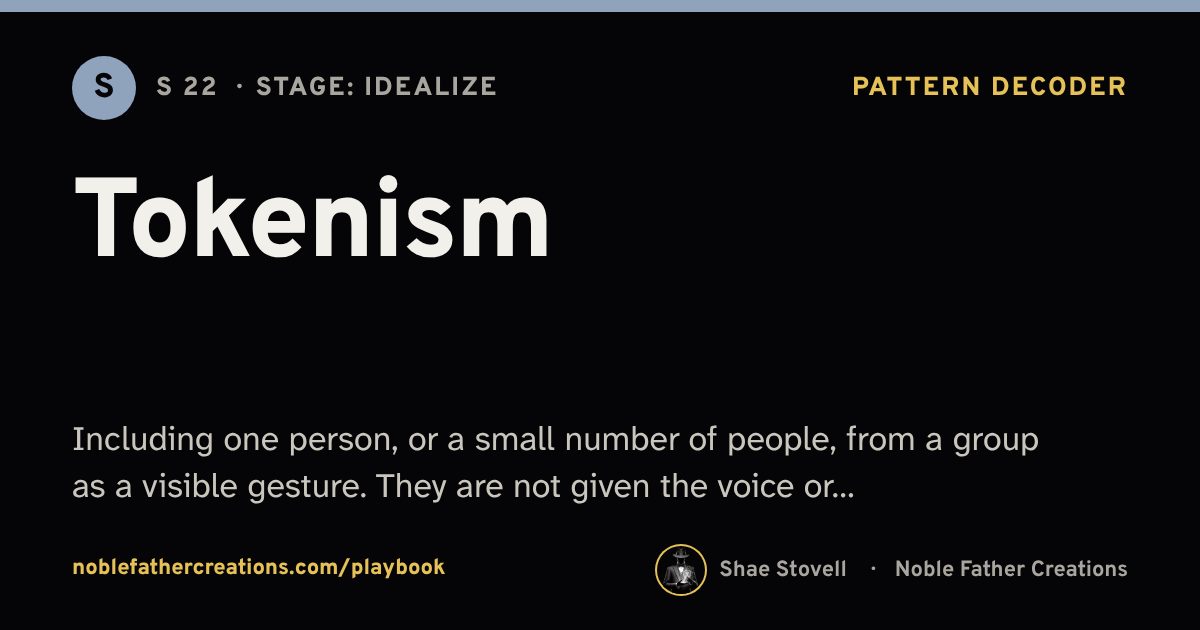 S
S 22 · STAGE: IDEALIZE
PATTERN DECODER
Tokenism
Including one person, or a small number of people, from a group
as a visible gesture. They are not given the voice or...
noblefathercreations.com/playbook
Shae Stovell · Noble Father Creations